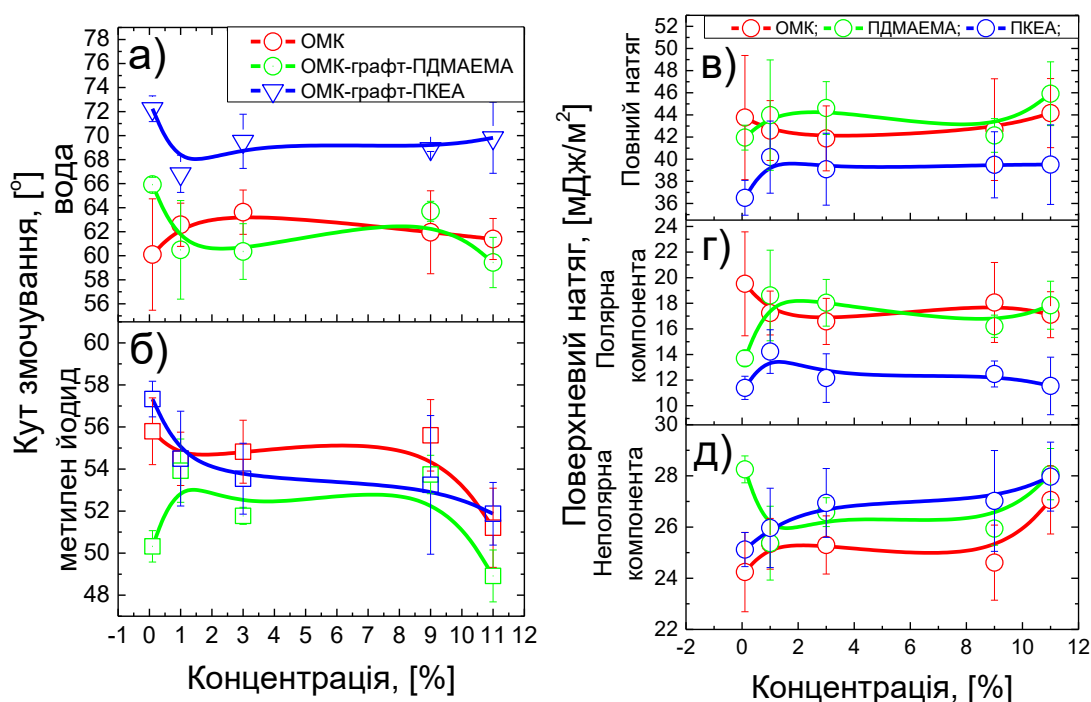 Кут змочування, [°]
вода
метилен йодид
а)
ОМК
ОМК-графт-ПДМАЕМА
ОМК-графт-ПКЕА
78
76
74
72
70
68
66
64
62
60
58
56
б)
60
58
56
54
52
50
48
-1 0 1 2 3 4 5 6 7 8 9 10 11 12
Концентрація, [%]
Поверхневий натяг, [мДж/м²]
Повний натяг
Полярна компонента
Неполярна компонента
ОМК; ПДМАЕМА; ПКЕА;
в)
52
50
48
46
44
42
40
38
36
г)
24
22
20
18
16
14
12
10
д)
30
28
26
24
22
-2 0 2 4 6 8 10 12
Концентрація, [%]